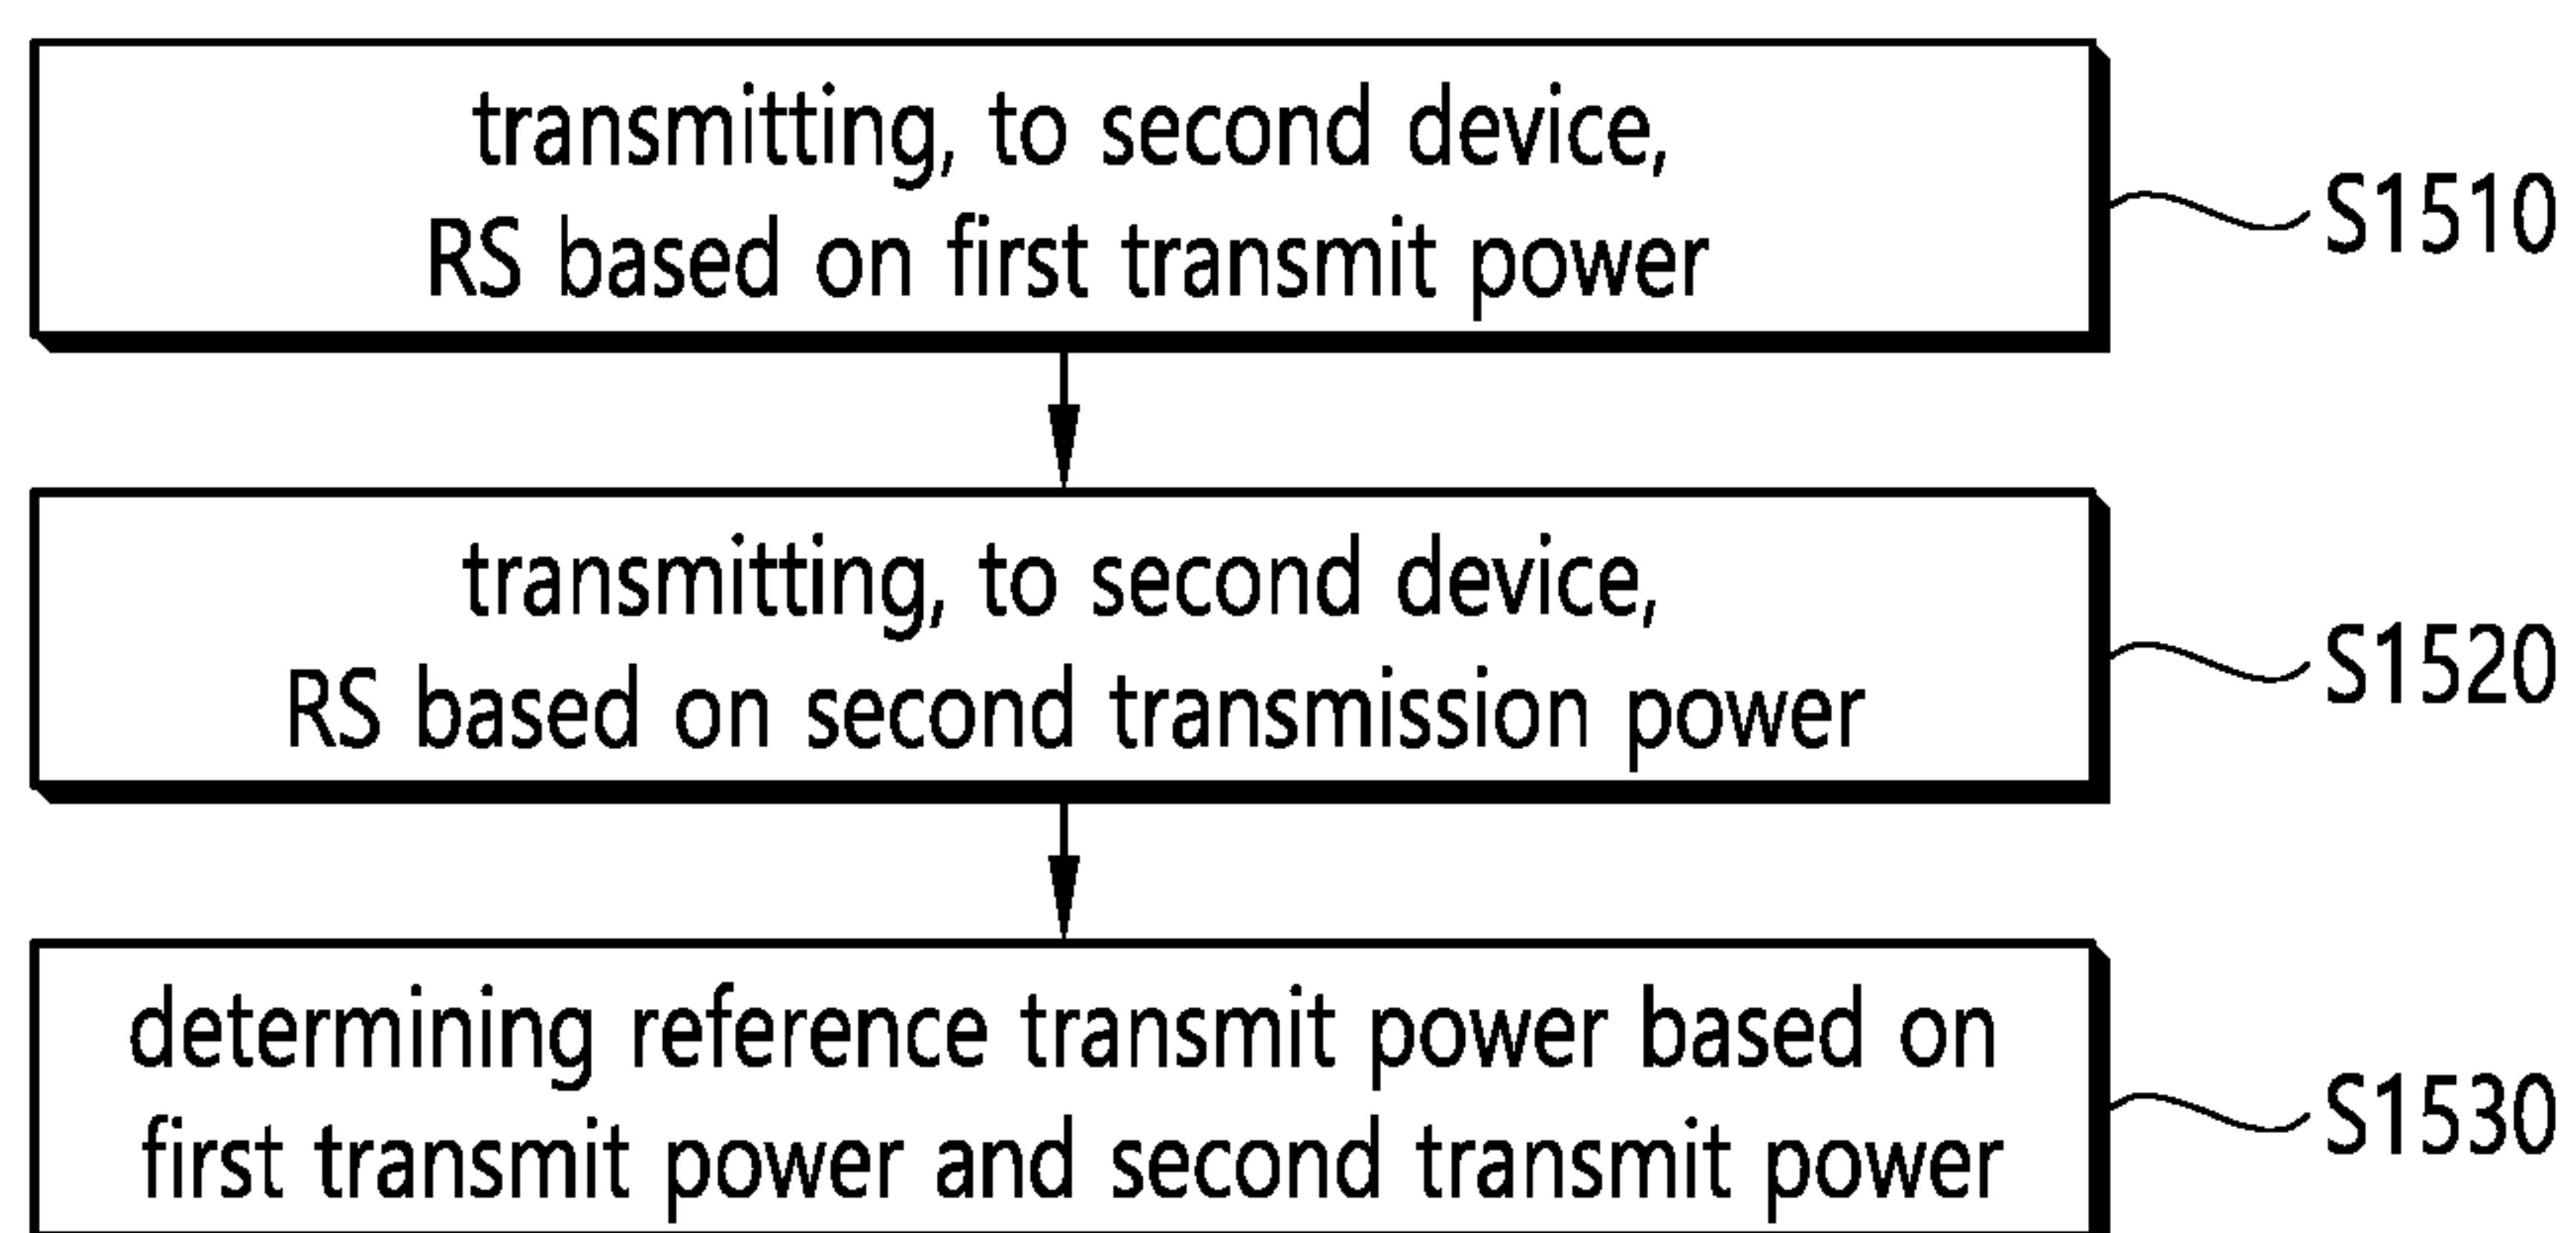 transmitting, to second device,
RS based on first transmit power
S1510
transmitting, to second device,
RS based on second transmission power
S1520
determining reference transmit power based on
first transmit power and second transmit power
S1530